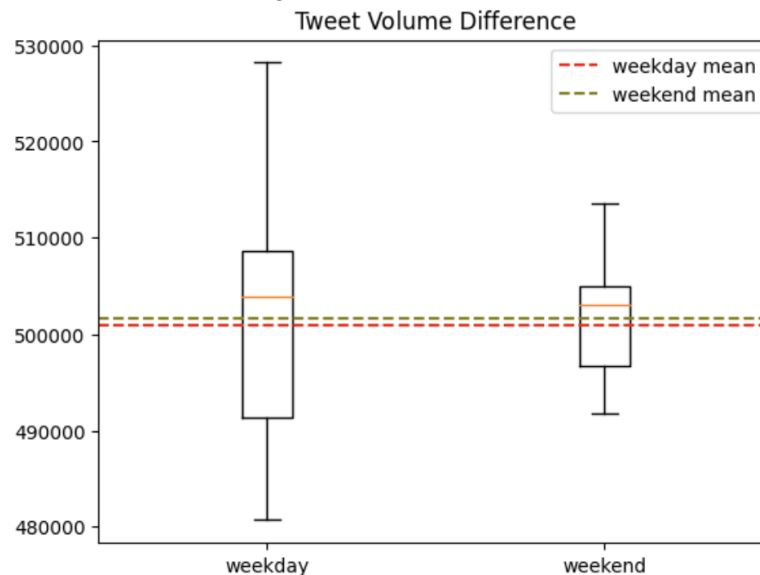 Tweet Volume Difference
530000
520000
510000
500000
490000
480000
weekday mean
weekend mean
weekday
weekend